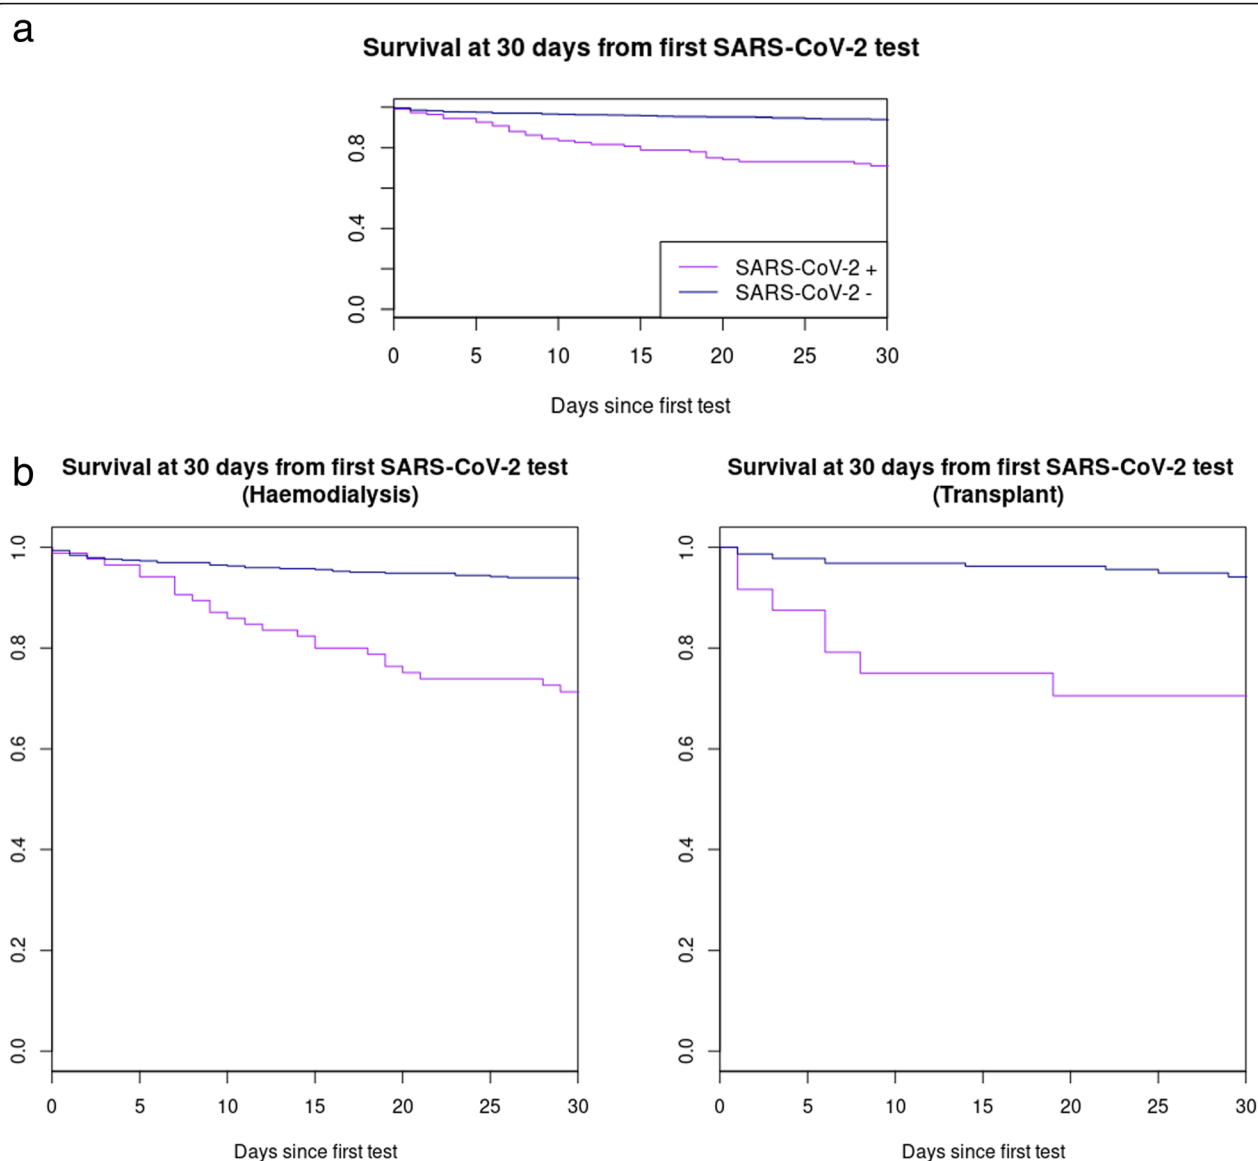 a
Survival at 30 days from first SARS-CoV-2 test
0.8
0.4
0.0
SARS-CoV-2 +
SARS-CoV-2 -
0 5 10 15 20 25 30
Days since first test
b
Survival at 30 days from first SARS-CoV-2 test
(Haemodialysis)
1.0
0.8
0.6
0.4
0.2
0.0
0 5 10 15 20 25 30
Days since first test
Survival at 30 days from first SARS-CoV-2 test
(Transplant)
1.0
0.8
0.6
0.4
0.2
0.0
0 5 10 15 20 25 30
Days since first test